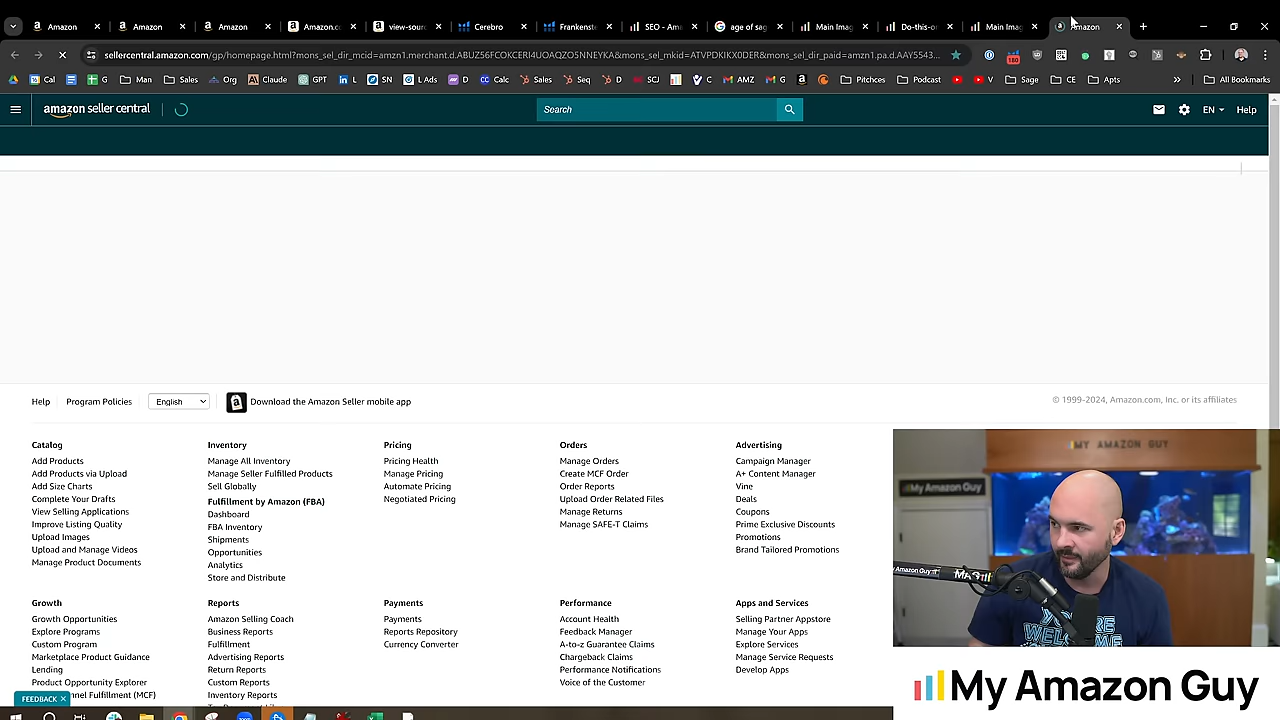 Amazon
Amazon
Amazon
Amazon.c
view-sourc
Cerebro
Frankenste
SEO - Am
age of sag
Main Imag
Do-this-o
Main Imag
Amazon
sellercentral.amazon.com/gp/homepage.html?mons_sel_dir_mcid=amzn1.merchant.d.ABUZ56FCOKCERI4UOAQZO5NNEYKA&mons_sel_mkid=ATVPDKIKX0DER&mons_sel_dir_paid=amzn1.pa.d.AAY5543...
180
Cal
G
Man
Sales
Org
Claude
GPT
in L
SN
L Ads
D
Calc
Sales
Seq
D
SCJ
V C
AMZ
G
Pitchces
Podcast
V
Sage
CE
Apts
All Bookmarks
amazon seller central
Search
EN
Help
Help
Program Policies
English
Download the Amazon Seller mobile app
© 1999-2024, Amazon.com, Inc. or its affiliates
Catalog
Add Products
Add Products via Upload
Add Size Charts
Complete Your Drafts
View Selling Applications
Improve Listing Quality
Upload Images
Upload and Manage Videos
Manage Product Documents
Inventory
Manage All Inventory
Manage Seller Fulfilled Products
Sell Globally
Fulfillment by Amazon (FBA)
Dashboard
FBA Inventory
Shipments
Opportunities
Analytics
Store and Distribute
Pricing
Pricing Health
Manage Pricing
Automate Pricing
Negotiated Pricing
Orders
Manage Orders
Create MCF Order
Order Reports
Upload Order Related Files
Manage Returns
Manage SAFE-T Claims
Advertising
Campaign Manager
A+ Content Manager
Vine
Deals
Coupons
Prime Exclusive Discounts
Promotions
Brand Tailored Promotions
Growth
Growth Opportunities
Explore Programs
Custom Program
Marketplace Product Guidance
Lending
Product Opportunity Explorer
nnel Fulfillment (MCF)
FEEDBACK
Reports
Amazon Selling Coach
Business Reports
Fulfillment
Advertising Reports
Return Reports
Custom Reports
Inventory Reports
Payments
Payments
Reports Repository
Currency Converter
Performance
Account Health
Feedback Manager
A-to-z Guarantee Claims
Chargeback Claims
Performance Notifications
Voice of the Customer
Apps and Services
Selling Partner Appstore
Manage Your Apps
Explore Services
Manage Service Requests
Develop Apps
MY AMAZON GUY
My Amazon Guy
My Amazon Guy
MAG
My Amazon Guy